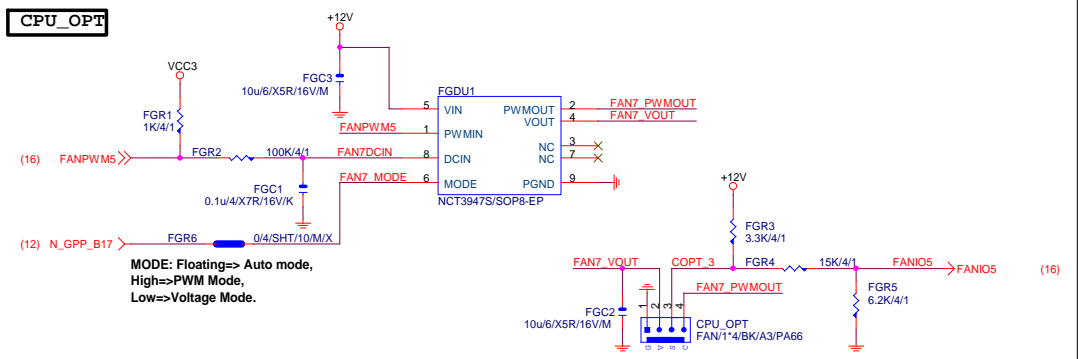 CPU_OPT
+12V
VCC3
FGC3
10u/6/X5R/16V/M
FGDU1
FGR1
1K/4/1
5 VIN PWMOUT 2 FAN7_PWMOUT
VOUT 4 FAN7_VOUT
FANPWM5 1 PWMIN
NC 3
(16) FANPWM5 FGR2 100K/4/1 FAN7DCIN 8 DCIN NC 7
FAN7_MODE 6 MODE PGND 9
FGC1
0.1u/4/X7R/16V/K
NCT3947S/SOP8-EP
+12V
(12) N_GPP_B17 FGR6 0/4/SHT/10/M/X
FGR3
3.3K/4/1
MODE: Floating=> Auto mode,
High=>PWM Mode,
Low=>Voltage Mode.
FAN7_VOUT COPT_3 FGR4 15K/4/1 FANIO5 FANIO5 (16)
FAN7_PWMOUT
FGR5
6.2K/4/1
1 2 3 4
FGC2
10u/6/X5R/16V/M
CPU_OPT
FAN/1*4/BK/A3/PA66
G V S C